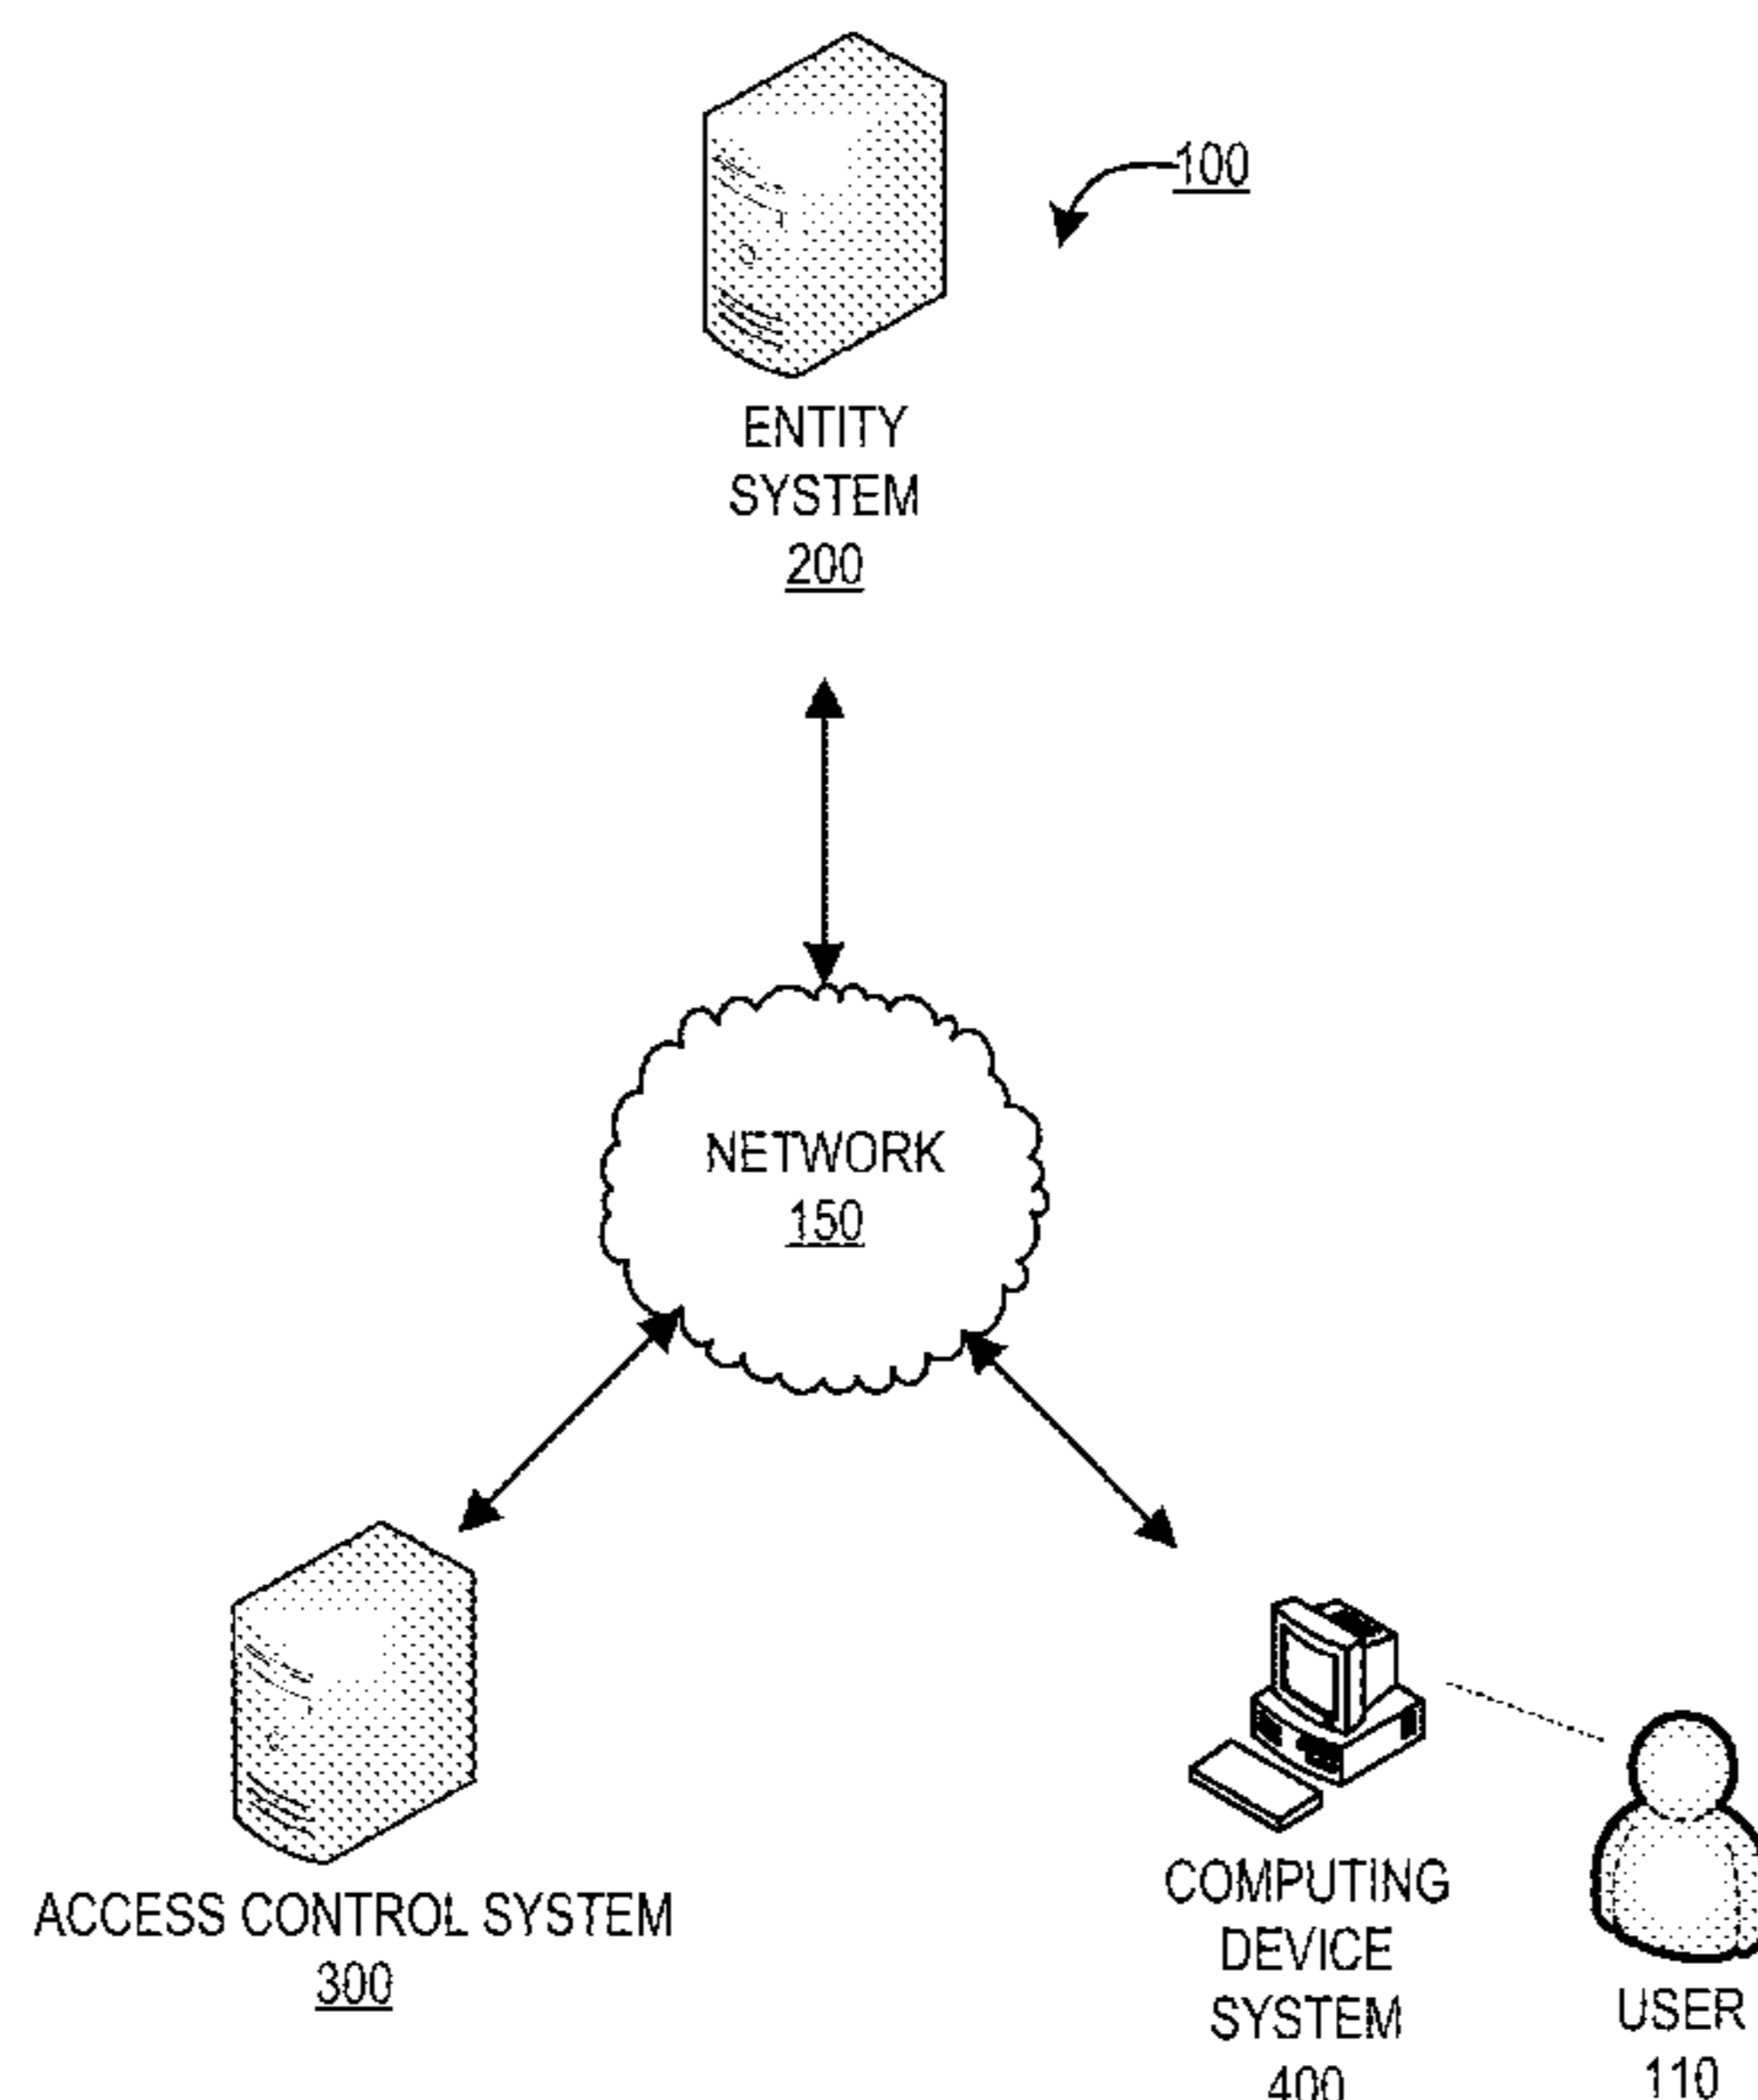 100
ENTITY
SYSTEM
200
NETWORK
150
ACCESS CONTROL SYSTEM
300
COMPUTING
DEVICE
SYSTEM
400
USER
110